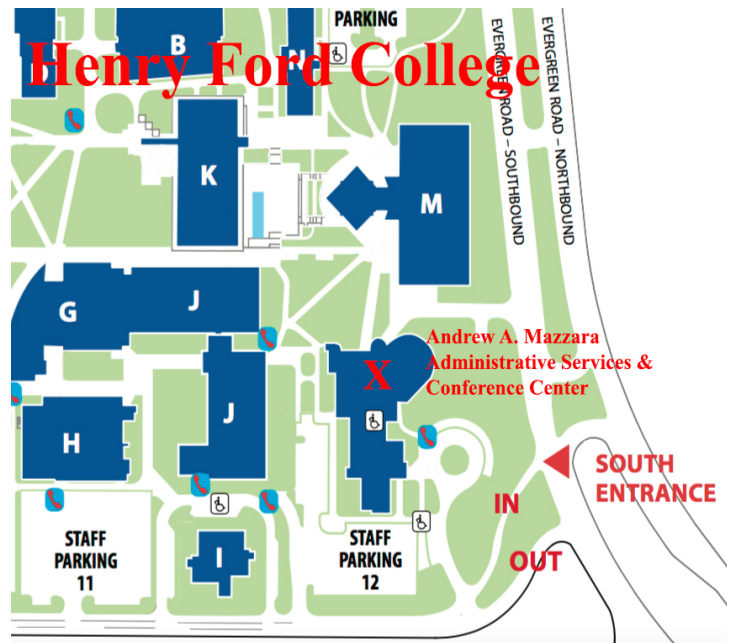 PARKING
B
N
Henry Ford College
EVERGREEN ROAD – SOUTHBOUND
EVERGREEN ROAD – NORTHBOUND
K
M
G
J
Andrew A. Mazzara
Administrative Services &
Conference Center
X
J
H
SOUTH
ENTRANCE
IN
OUT
STAFF
PARKING
11
I
STAFF
PARKING
12